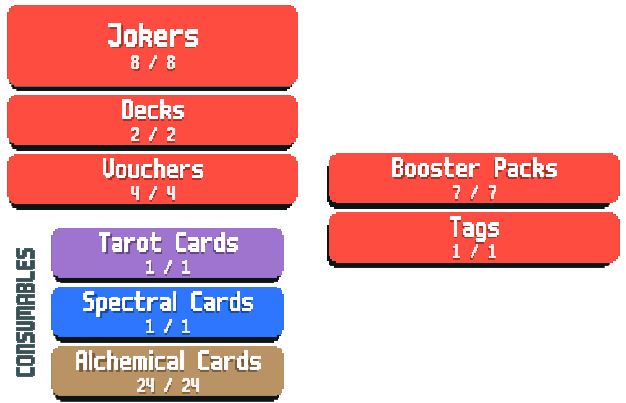 Jokers
8 / 8
Decks
2 / 2
Vouchers
4 / 4
Booster Packs
7 / 7
Tags
1 / 1
CONSUMABLES
Tarot Cards
1 / 1
Spectral Cards
1 / 1
Alchemical Cards
24 / 24